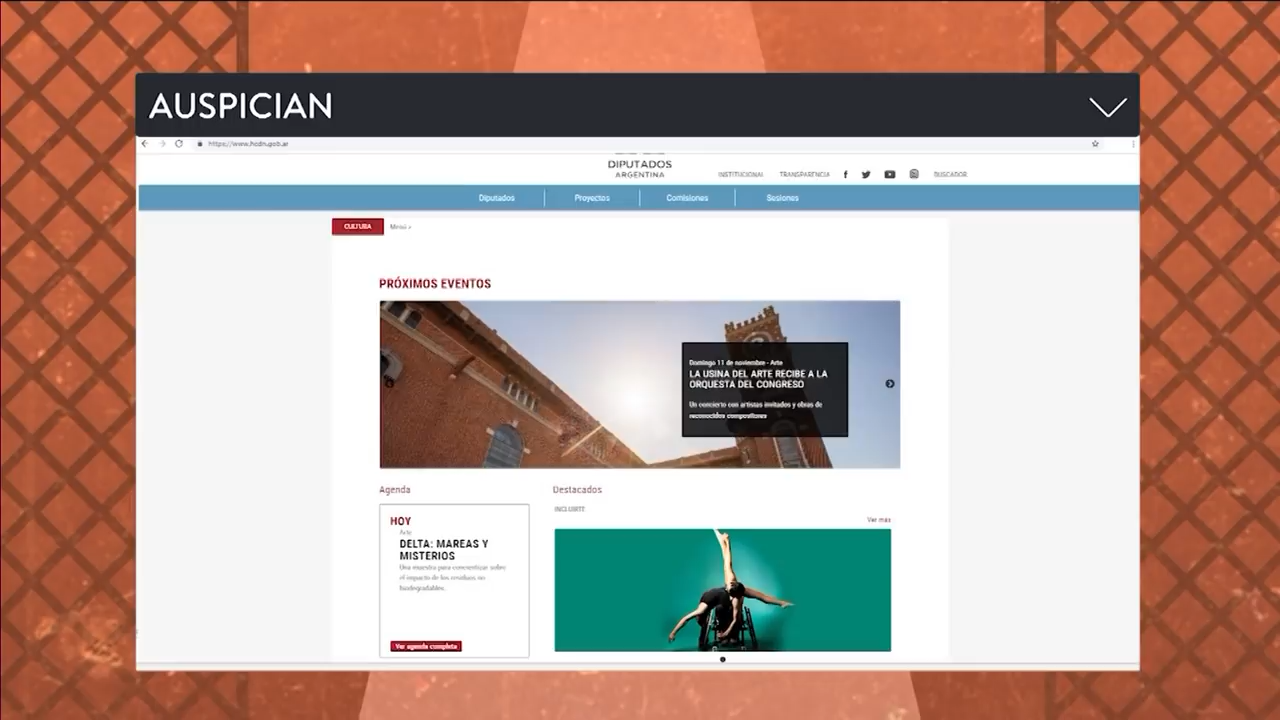 AUSPICIAN
https://www.hcdn.gob.ar
DIPUTADOS
ARGENTINA
INSTITUCIONAL TRANSPARENCIA BUSCADOR
Diputados Proyectos Comisiones Sesiones
CULTURA Menú
PRÓXIMOS EVENTOS
Domingo 11 de noviembre - Arte
LA USINA DEL ARTE RECIBE A LA
ORQUESTA DEL CONGRESO
Un concierto con artistas invitados y obras de
reconocidos compositores
Agenda
HOY
Arte
DELTA: MAREAS Y
MISTERIOS
Una muestra para concientizar sobre
el impacto de los residuos no
biodegradables.
Ver agenda completa
Destacados
INCLUIRTE
Ver más